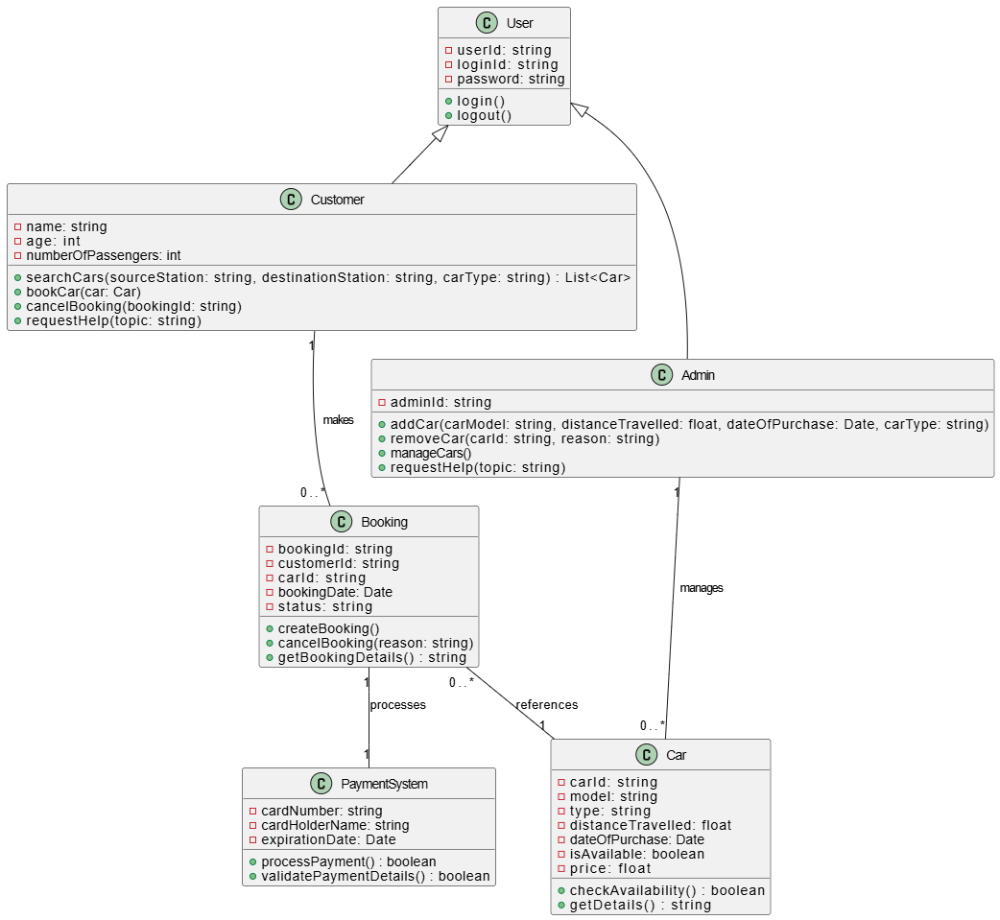 C User
userId: string
loginId: string
password: string
login()
logout()
C Customer
name: string
age: int
numberOfPassengers: int
searchCars(sourceStation: string, destinationStation: string, carType: string) : List<Car>
bookCar(car: Car)
cancelBooking(bookingId: string)
requestHelp(topic: string)
1
C Admin
adminId: string
addCar(carModel: string, distanceTravelled: float, dateOfPurchase: Date, carType: string)
removeCar(carId: string, reason: string)
manageCars()
requestHelp(topic: string)
makes
0..*
1
C Booking
bookingId: string
customerId: string
carId: string
bookingDate: Date
status: string
createBooking()
cancelBooking(reason: string)
getBookingDetails() : string
manages
1
0..*
processes
references
1
1
0..*
C PaymentSystem
cardNumber: string
cardHolderName: string
expirationDate: Date
processPayment() : boolean
validatePaymentDetails() : boolean
C Car
carId: string
model: string
type: string
distanceTravelled: float
dateOfPurchase: Date
isAvailable: boolean
price: float
checkAvailability() : boolean
getDetails() : string